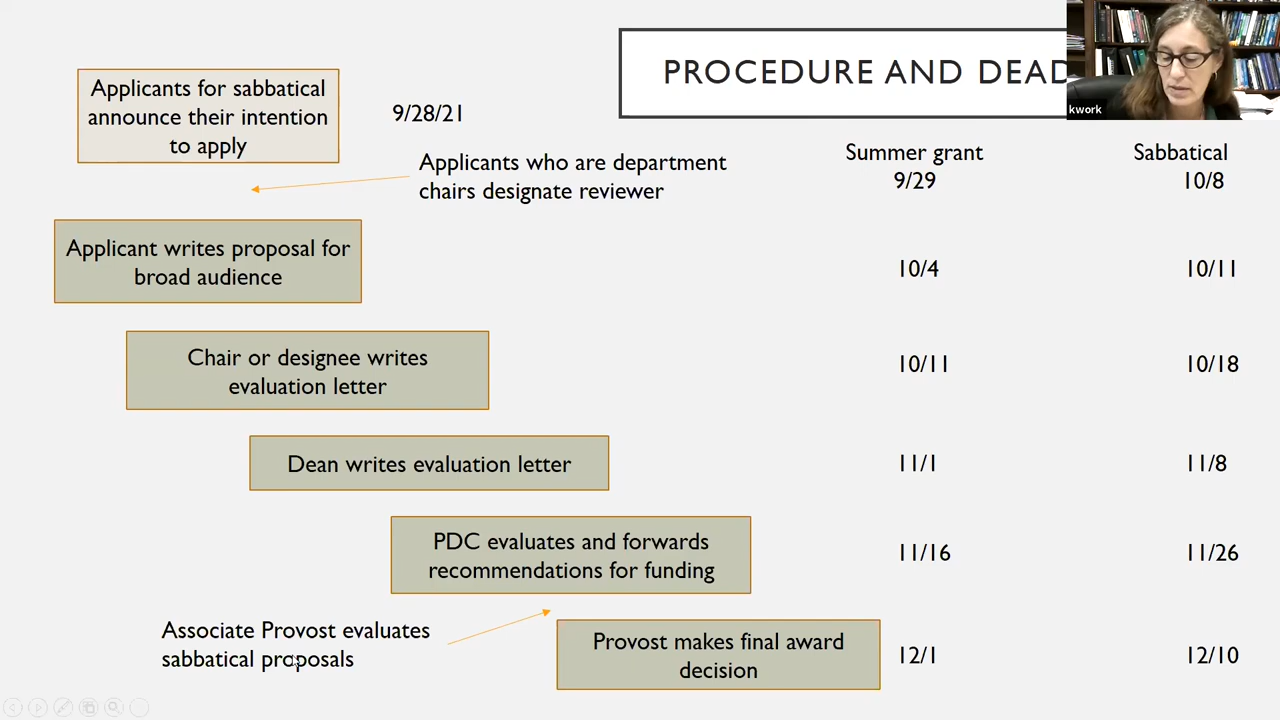 PROCEDURE AND DEAD
kwork
Applicants for sabbatical
announce their intention
to apply
9/28/21
Applicants who are department
chairs designate reviewer
Summer grant
9/29
Sabbatical
10/8
Applicant writes proposal for
broad audience
10/4
10/11
Chair or designee writes
evaluation letter
10/11
10/18
Dean writes evaluation letter
11/1
11/8
PDC evaluates and forwards
recommendations for funding
11/16
11/26
Associate Provost evaluates
sabbatical proposals
Provost makes final award
decision
12/1
12/10